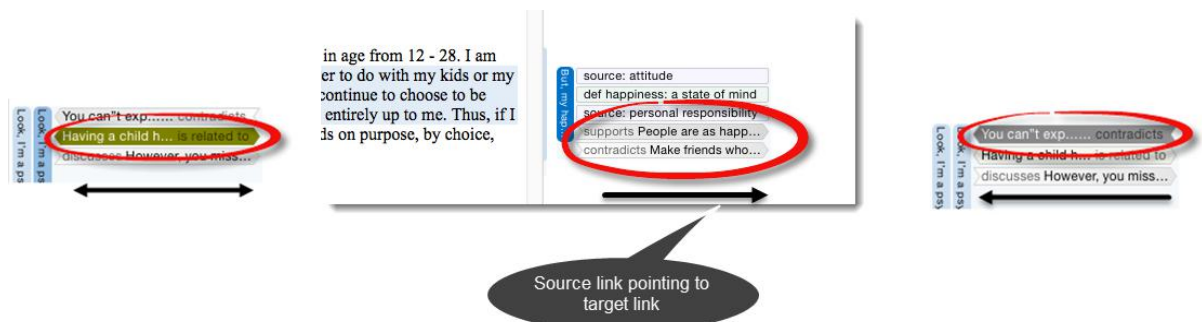 Look, I'm a ps
Look, I'm a ps
You can"t exp...... contradicts
Having a child h... is related to
discusses However, you miss...
in age from 12 - 28. I am
er to do with my kids or my
continue to choose to be
entirely up to me. Thus, if I
ds on purpose, by choice,
But, my hap...
source: attitude
def happiness: a state of mind
source: personal responsibility
supports People are as happ...
contradicts Make friends who...
Look, I'm a psy
Look, I'm a psy
You can"t exp...... contradicts
Having a child h... is related to
discusses However, you miss...
Source link pointing to
target link